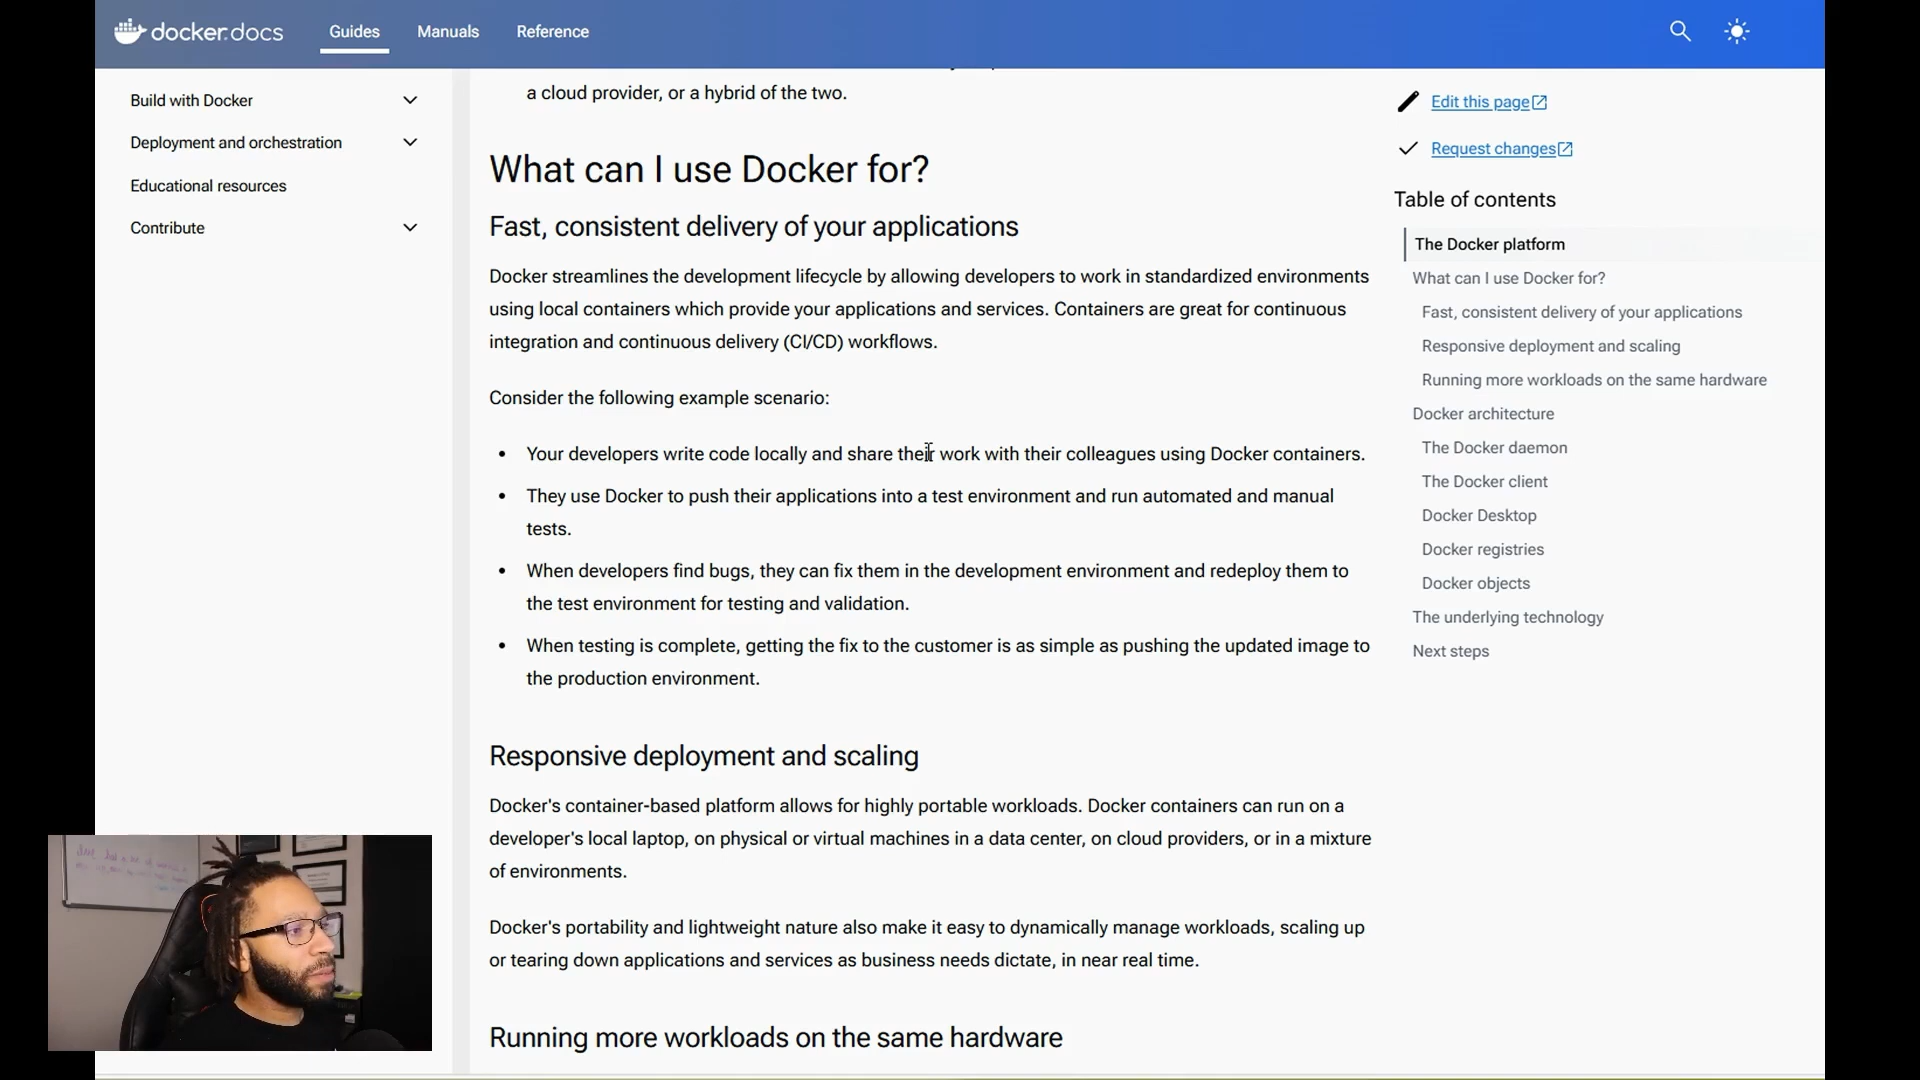 docker.docs
Guides
Manuals
Reference
Build with Docker
Deployment and orchestration
Educational resources
Contribute
a cloud provider, or a hybrid of the two.
What can I use Docker for?
Fast, consistent delivery of your applications
Docker streamlines the development lifecycle by allowing developers to work in standardized environments
using local containers which provide your applications and services. Containers are great for continuous
integration and continuous delivery (CI/CD) workflows.
Consider the following example scenario:
• Your developers write code locally and share their work with their colleagues using Docker containers.
• They use Docker to push their applications into a test environment and run automated and manual
tests.
• When developers find bugs, they can fix them in the development environment and redeploy them to
the test environment for testing and validation.
• When testing is complete, getting the fix to the customer is as simple as pushing the updated image to
the production environment.
Responsive deployment and scaling
Docker's container-based platform allows for highly portable workloads. Docker containers can run on a
developer's local laptop, on physical or virtual machines in a data center, on cloud providers, or in a mixture
of environments.
Docker's portability and lightweight nature also make it easy to dynamically manage workloads, scaling up
or tearing down applications and services as business needs dictate, in near real time.
Running more workloads on the same hardware
Edit this page
Request changes
Table of contents
The Docker platform
What can I use Docker for?
Fast, consistent delivery of your applications
Responsive deployment and scaling
Running more workloads on the same hardware
Docker architecture
The Docker daemon
The Docker client
Docker Desktop
Docker registries
Docker objects
The underlying technology
Next steps